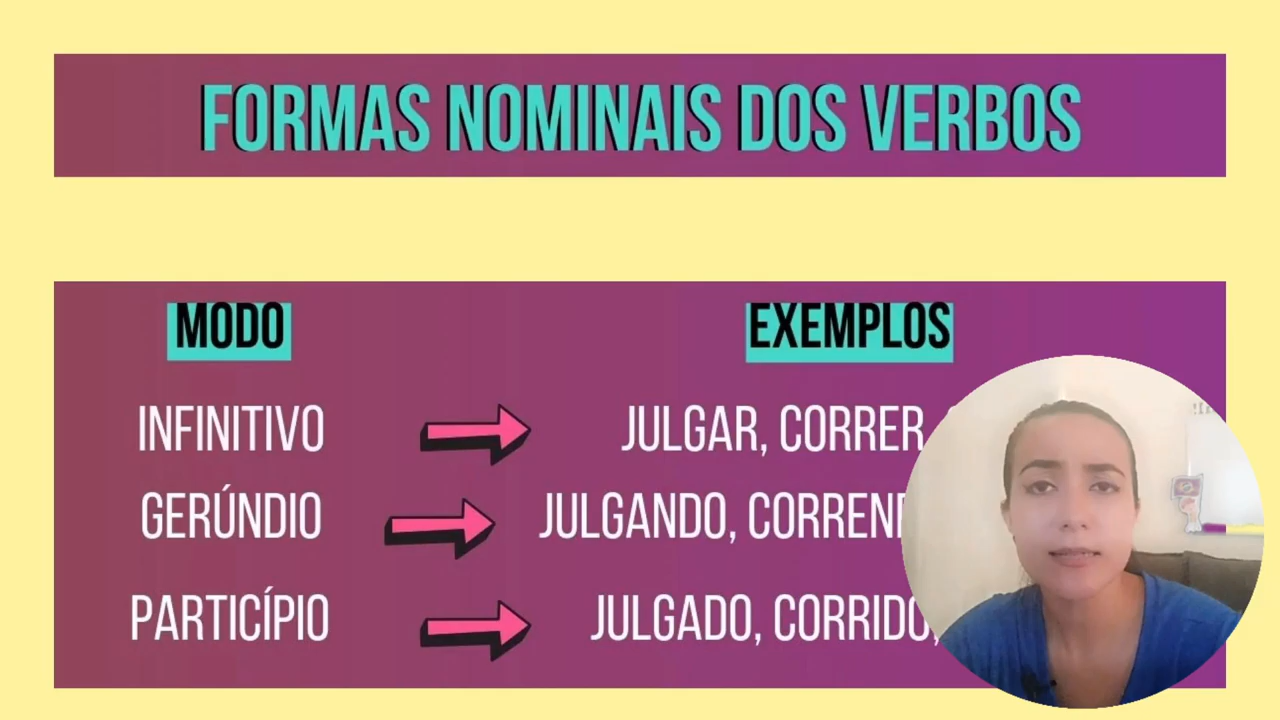 FORMAS NOMINAIS DOS VERBOS
MODO EXEMPLOS
INFINITIVO JULGAR, CORRER,
GERÚNDIO JULGANDO,
PARTICÍPIO JULGADO, CORRIDO,